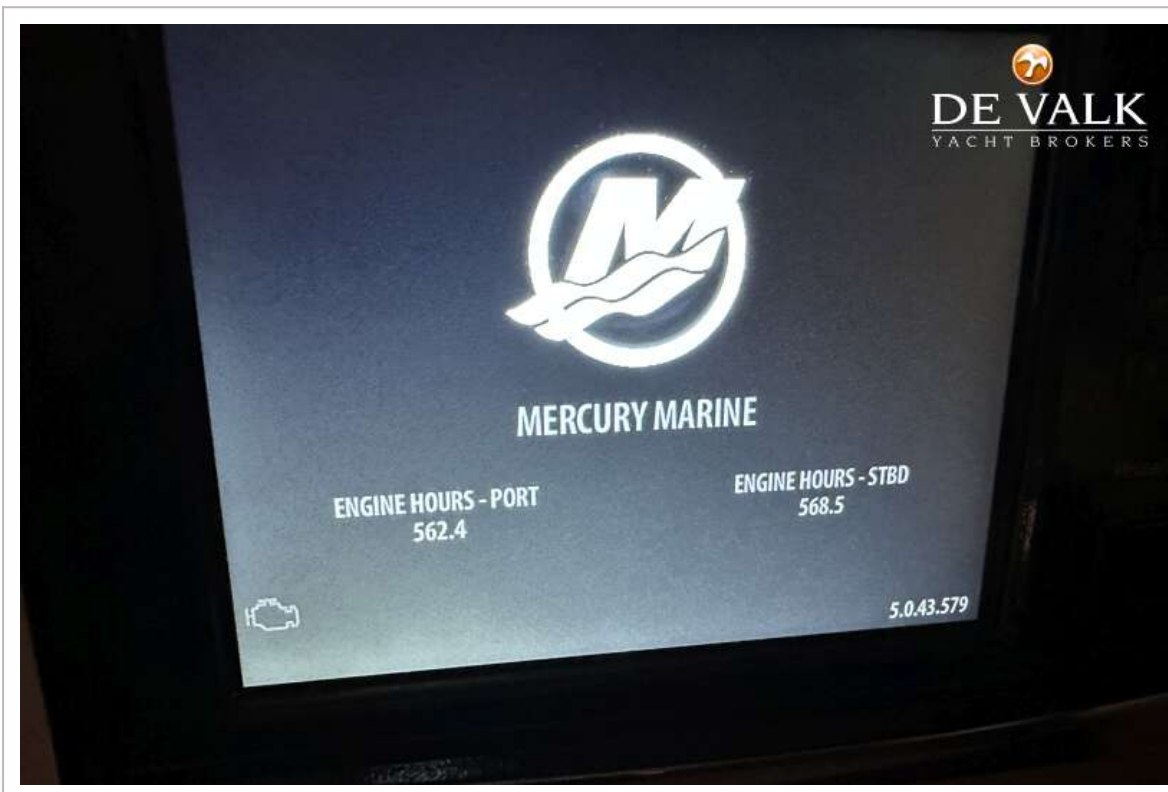 DE VALK
YACHT BROKERS
MERCURY MARINE
ENGINE HOURS - PORT
562.4
ENGINE HOURS - STBD
568.5
5.0.43.579